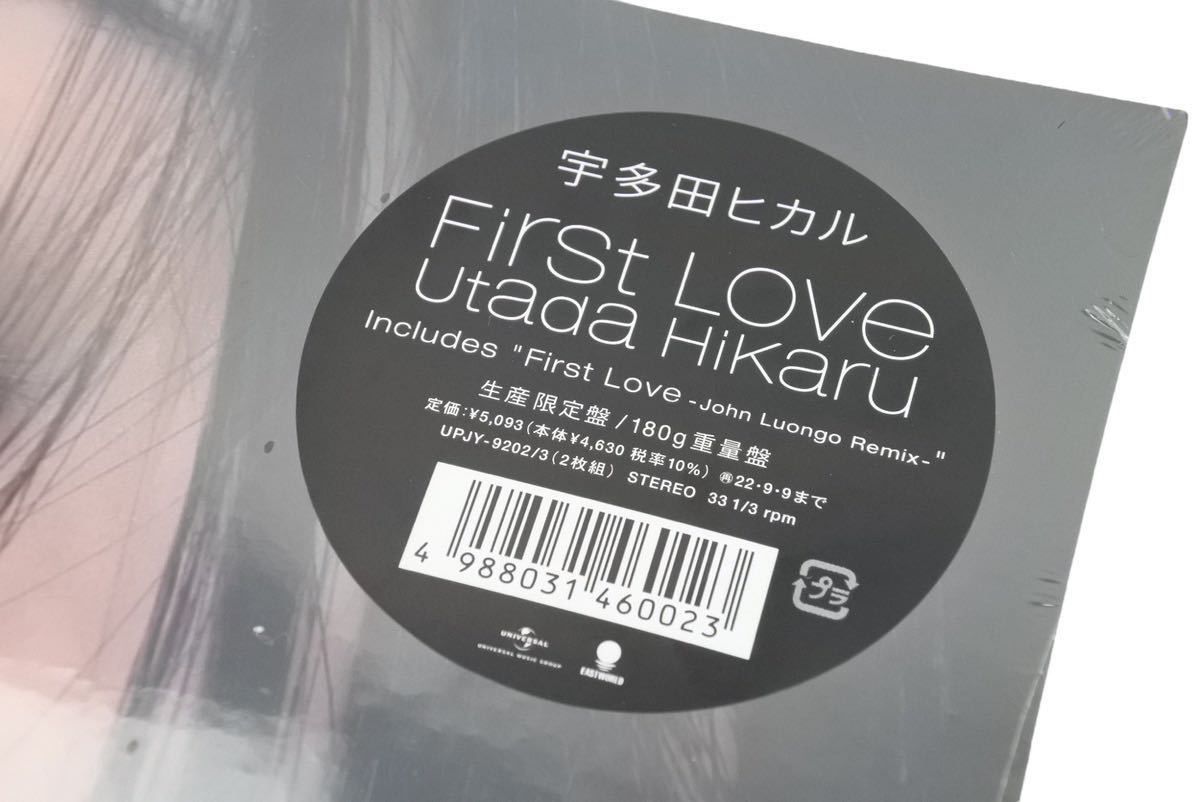 宇多田ヒカル
First Love
Utada Hikaru
Includes "First Love -John Luongo Remix-"
生産限定盤/180g重量盤
定価:¥5,093(本体¥4,630 税率10%) ㊢22・9・9まで
UPJY-9202/3(2枚組) STEREO 33 1/3 rpm
4 988031 460023
プラ
UNIVERSAL
UNIVERSAL MUSIC GROUP
EASTWORLD